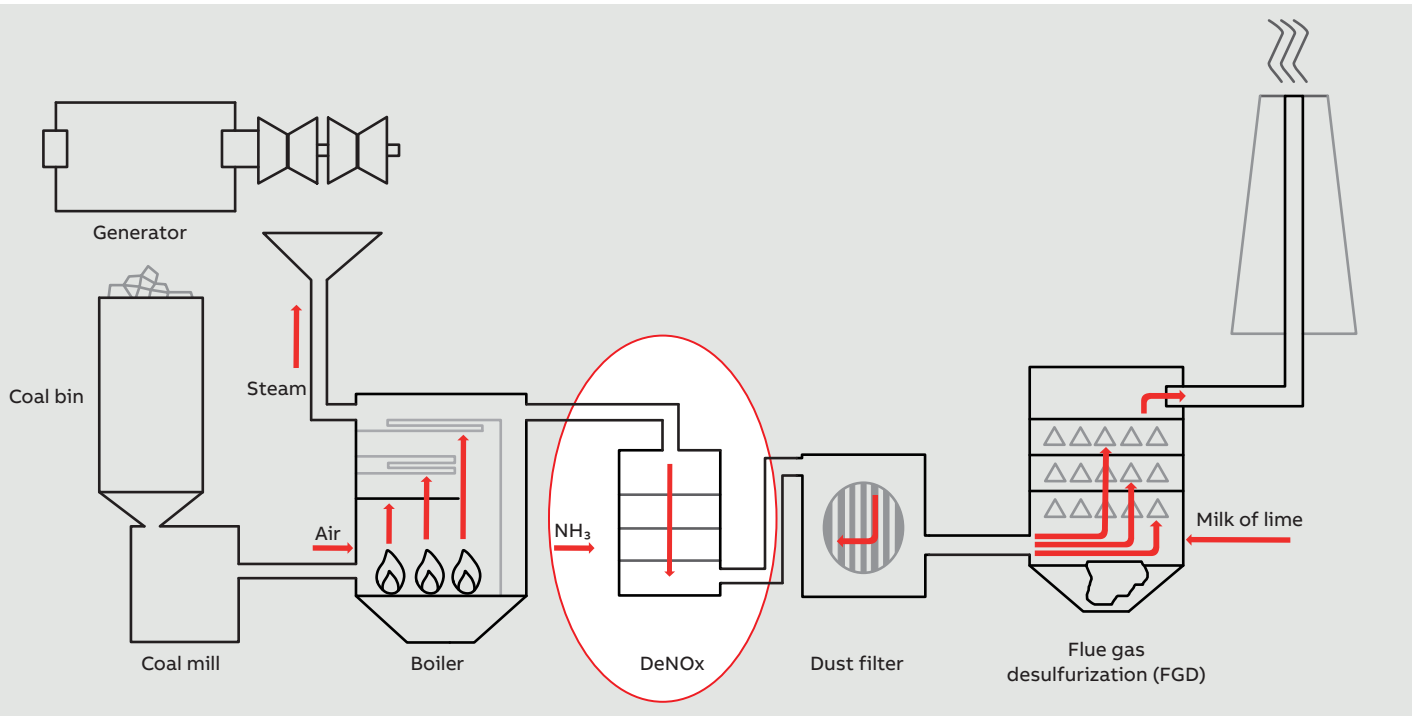 Generator
Coal bin
Steam
Air
NH₃
Milk of lime
Coal mill
Boiler
DeNOx
Dust filter
Flue gas
desulfurization (FGD)